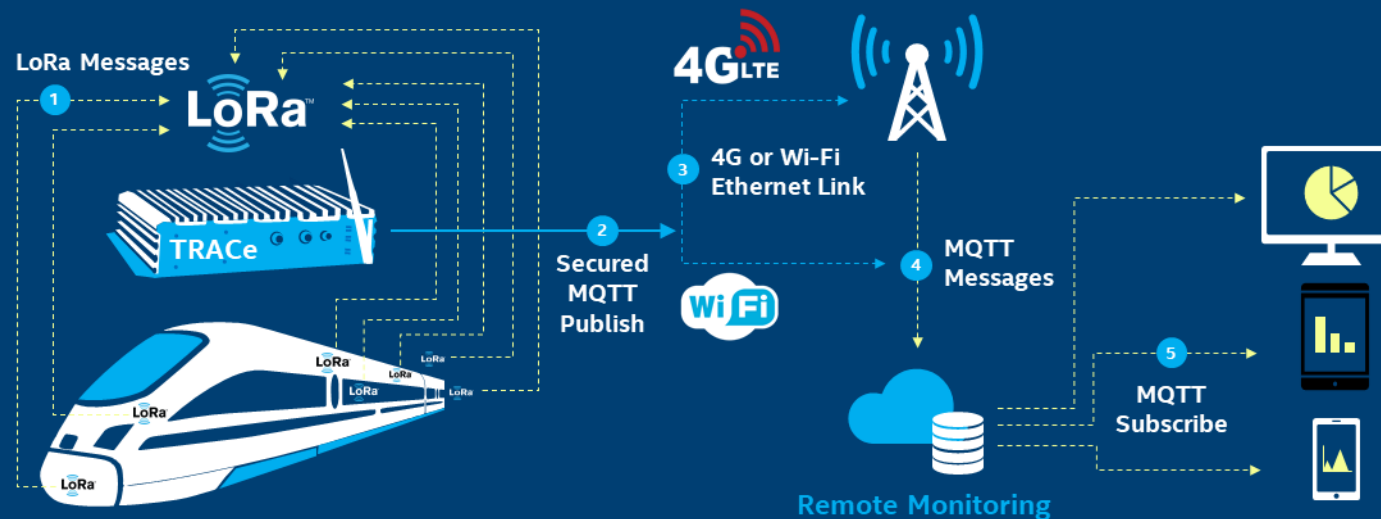 LoRa Messages
1
LoRa™
TRACe
LoRa
LoRa
LoRa
LoRa
LoRa
LoRa
LoRa
2
Secured
MQTT
Publish
4G LTE
3
4G or Wi-Fi
Ethernet Link
Wi Fi
4
MQTT
Messages
5
MQTT
Subscribe
Remote Monitoring